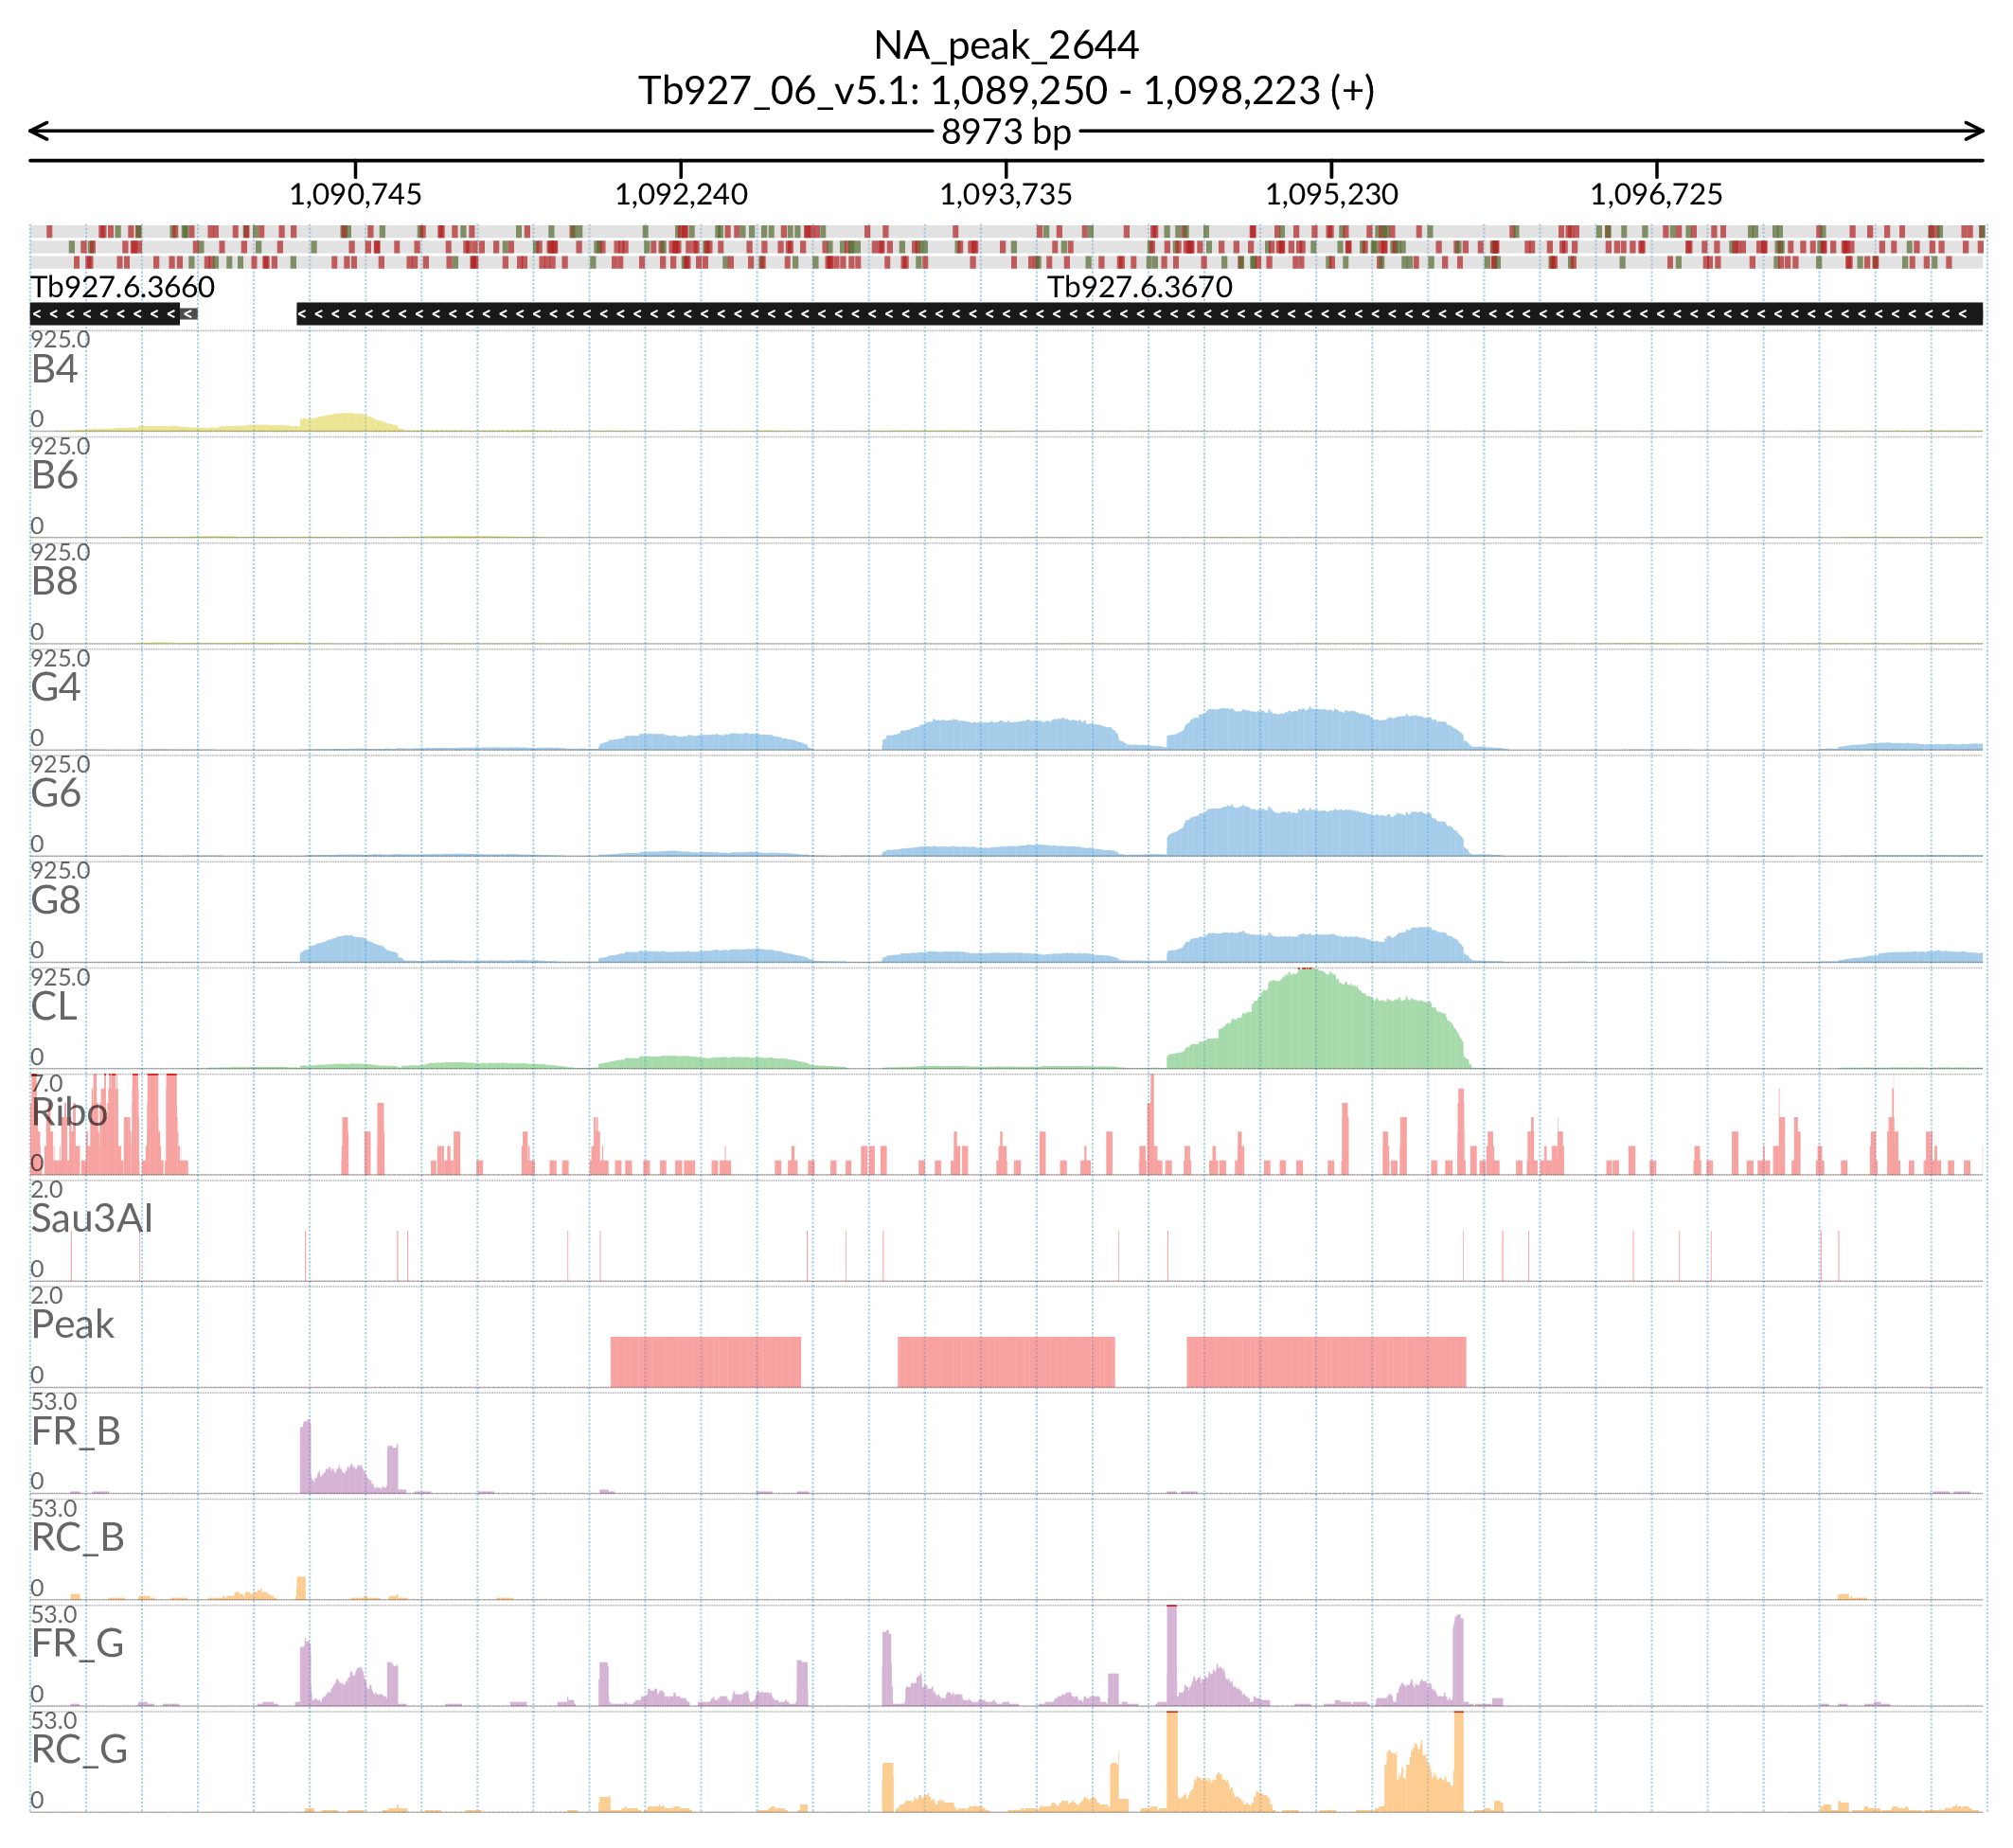 NA_peak_2644
Tb927_06_v5.1: 1,089,250 - 1,098,223 (+)
8973 bp
1,090,745 1,092,240 1,093,735 1,095,230 1,096,725
Tb927.6.3660 Tb927.6.3670
925.0
B4
0
925.0
B6
0
925.0
B8
0
925.0
G4
0
925.0
G6
0
925.0
G8
0
925.0
CL
0
7.0
Ribo
0
2.0
Sau3AI
0
2.0
Peak
0
53.0
FR_B
0
53.0
RC_B
0
53.0
FR_G
0
53.0
RC_G
0